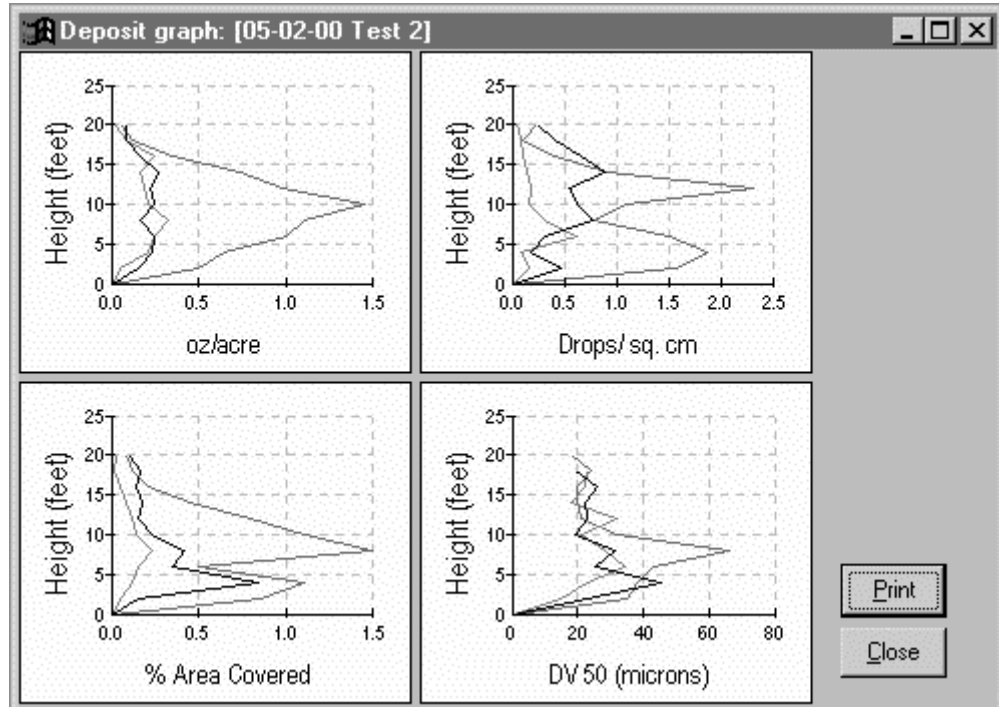 Deposit graph: [05-02-00 Test 2]
25
20
15
10
5
0
Height (feet)
0.0 0.5 1.0 1.5
oz/acre
25
20
15
10
5
0
Height (feet)
0.0 0.5 1.0 1.5 2.0 2.5
Drops/ sq. cm
25
20
15
10
5
0
Height (feet)
0.0 0.5 1.0 1.5
% Area Covered
25
20
15
10
5
0
Height (feet)
0 20 40 60 80
DV 50 (microns)
Print
Close